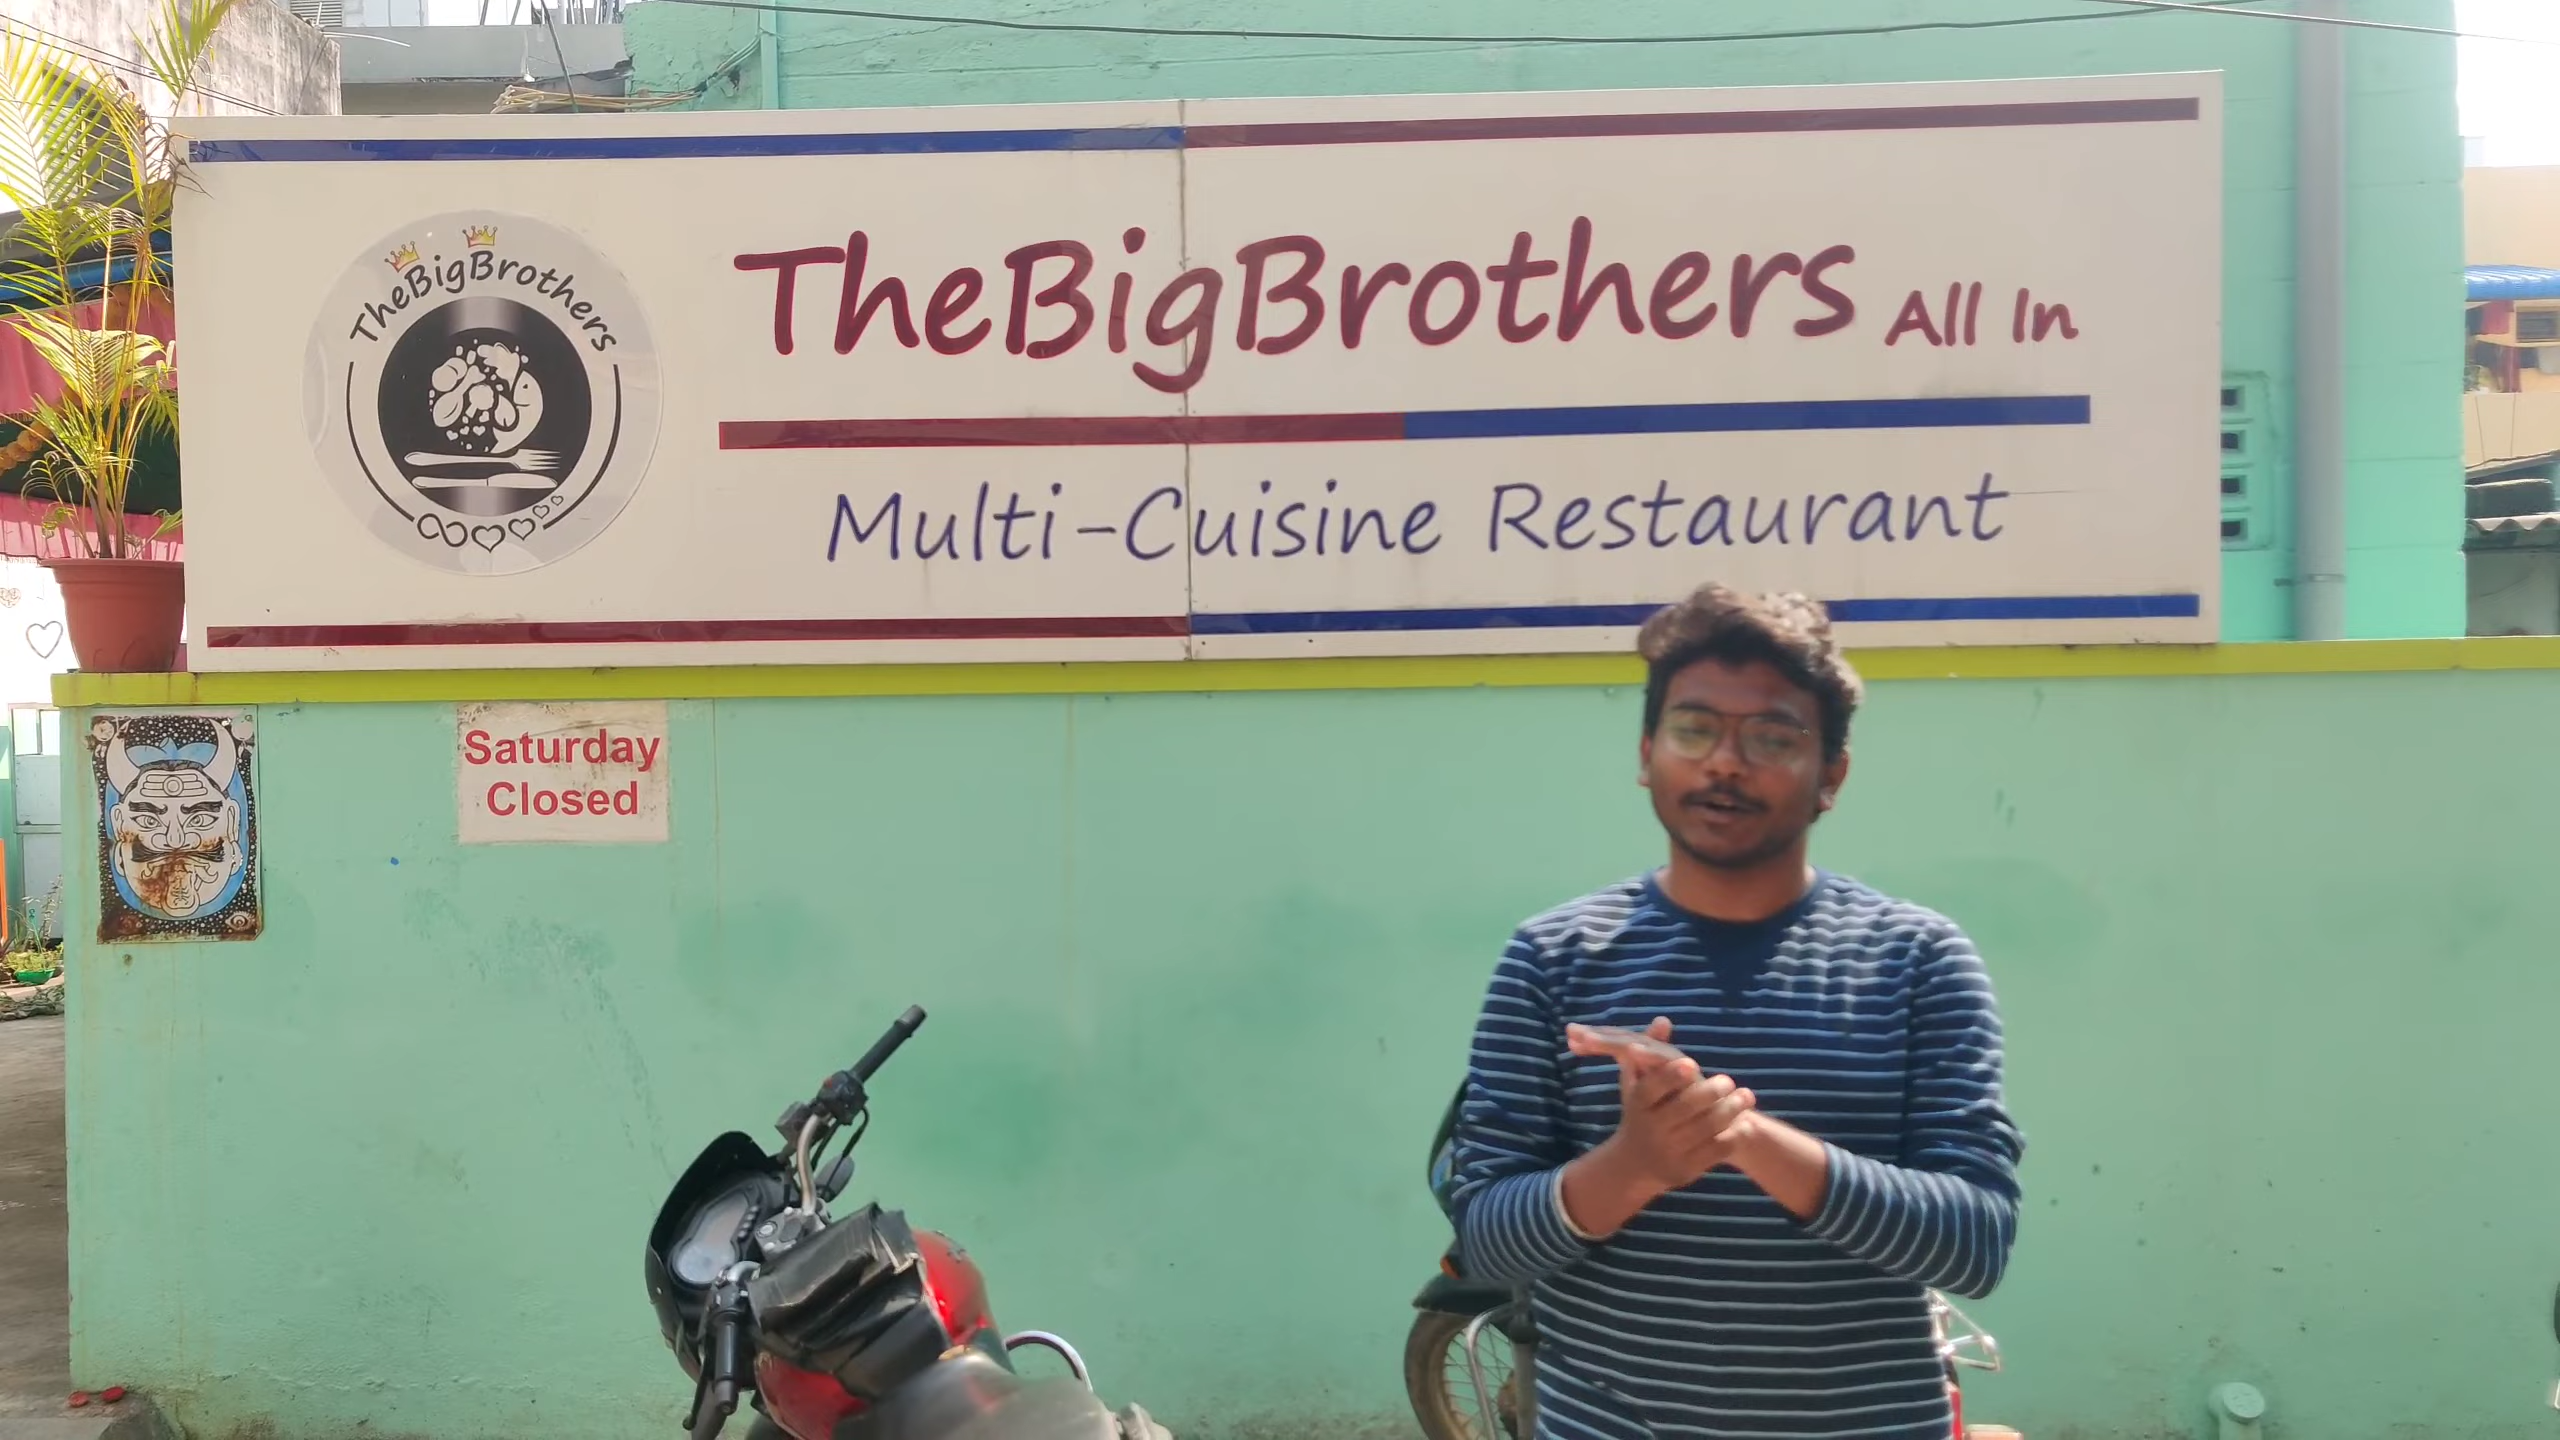 TheBigBrothers
TheBigBrothers All In
Multi-Cuisine Restaurant
Saturday
Closed